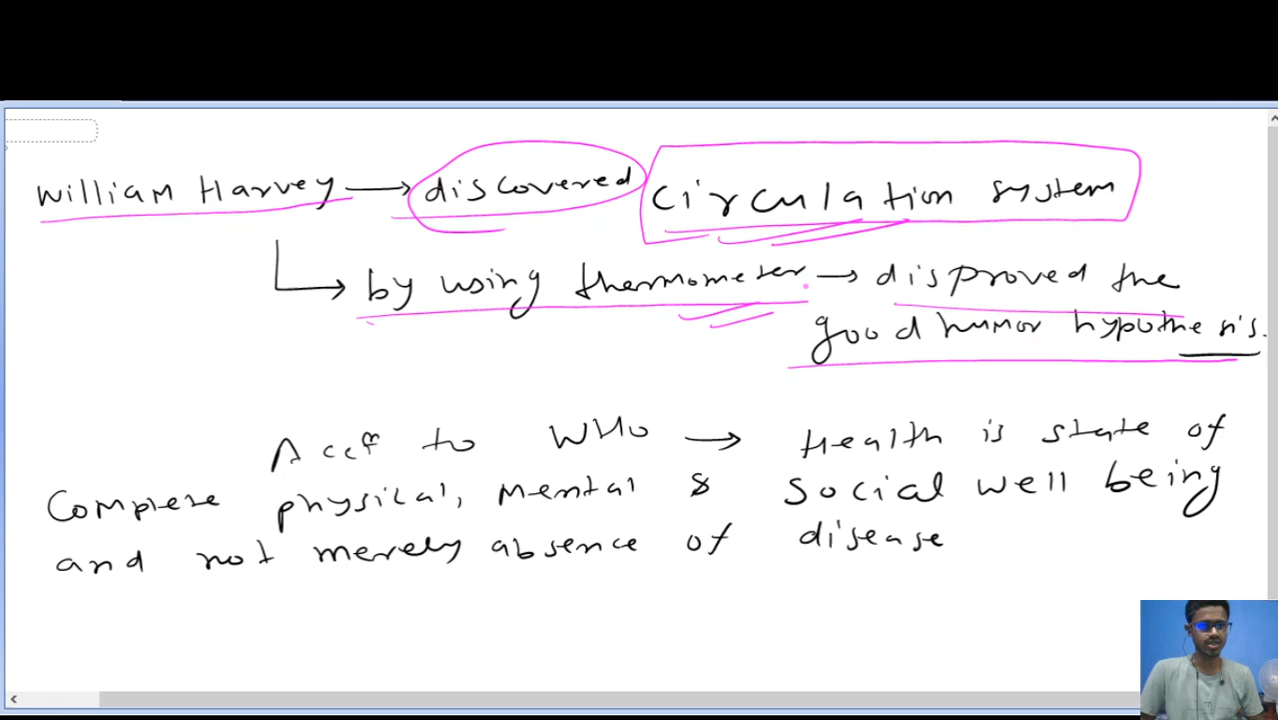 William Harvey → discovered circulation system
↳ by using thermometer → disproved the
good humor hypothesis.
Accⁿ to WHO → Health is state of
Complete physical, mental & social well being
and not merely absence of disease